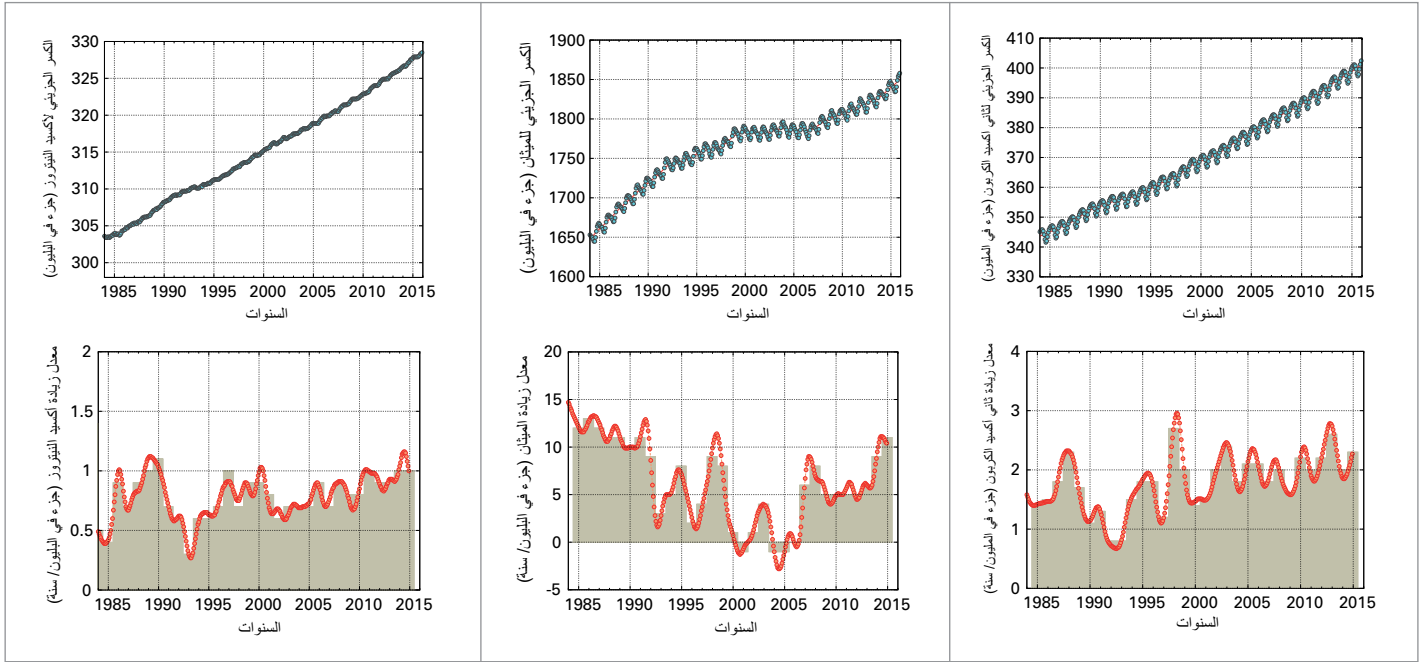 الكسر الجزيئي لثاني أكسيد الكربون (جزء في المليون)
410
400
390
380
370
360
350
340
330
1985 1990 1995 2000 2005 2010 2015
السنوات
معدل زيادة ثاني أكسيد الكربون (جزء في المليون/ سنة)
4
3
2
1
0
1985 1990 1995 2000 2005 2010 2015
السنوات
الكسر الجزيئي للميثان (جزء في البليون)
1900
1850
1800
1750
1700
1650
1600
1985 1990 1995 2000 2005 2010 2015
السنوات
معدل زيادة الميثان (جزء في البليون/ سنة)
20
15
10
5
0
-5
1985 1990 1995 2000 2005 2010 2015
السنوات
الكسر الجزيئي لأكسيد النيتروز (جزء في البليون)
330
325
320
315
310
305
300
1985 1990 1995 2000 2005 2010 2015
السنوات
معدل زيادة أكسيد النيتروز (جزء في البليون/ سنة)
2
1.5
1
0.5
0
1985 1990 1995 2000 2005 2010 2015
السنوات